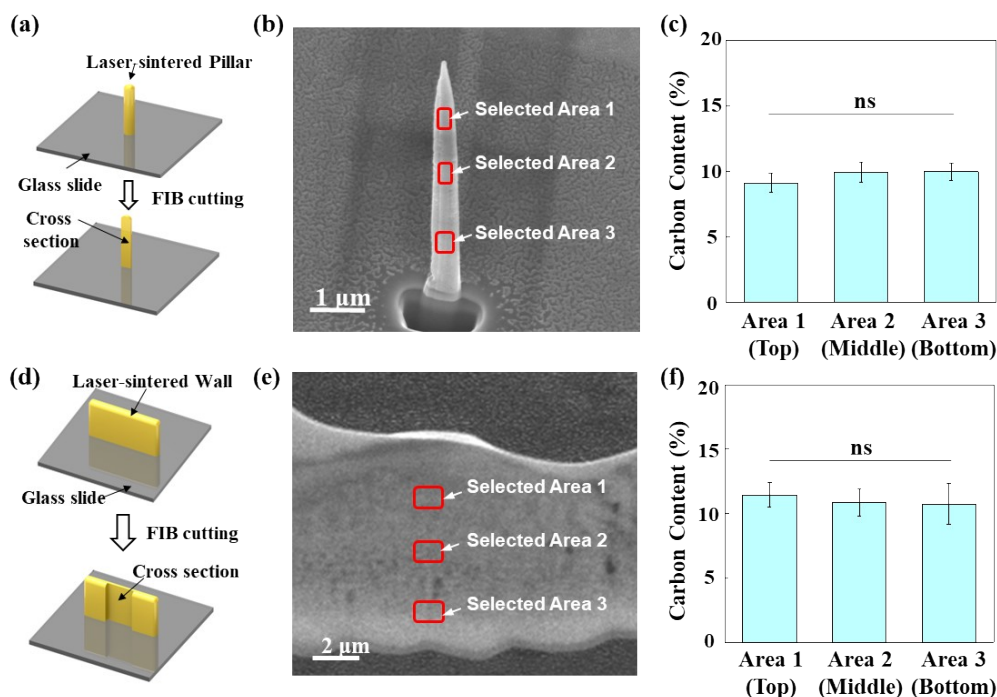 (a)
Laser-sintered Pillar
Glass slide
FIB cutting
Cross
section
(b)
Selected Area 1
Selected Area 2
Selected Area 3
1 μm
(c)
Carbon Content (%)
20
15
10
5
0
ns
Area 1 Area 2 Area 3
(Top) (Middle) (Bottom)
(d)
Laser-sintered Wall
Glass slide
FIB cutting
Cross section
(e)
Selected Area 1
Selected Area 2
Selected Area 3
2 μm
(f)
Carbon Content (%)
20
15
10
5
0
ns
Area 1 Area 2 Area 3
(Top) (Middle) (Bottom)